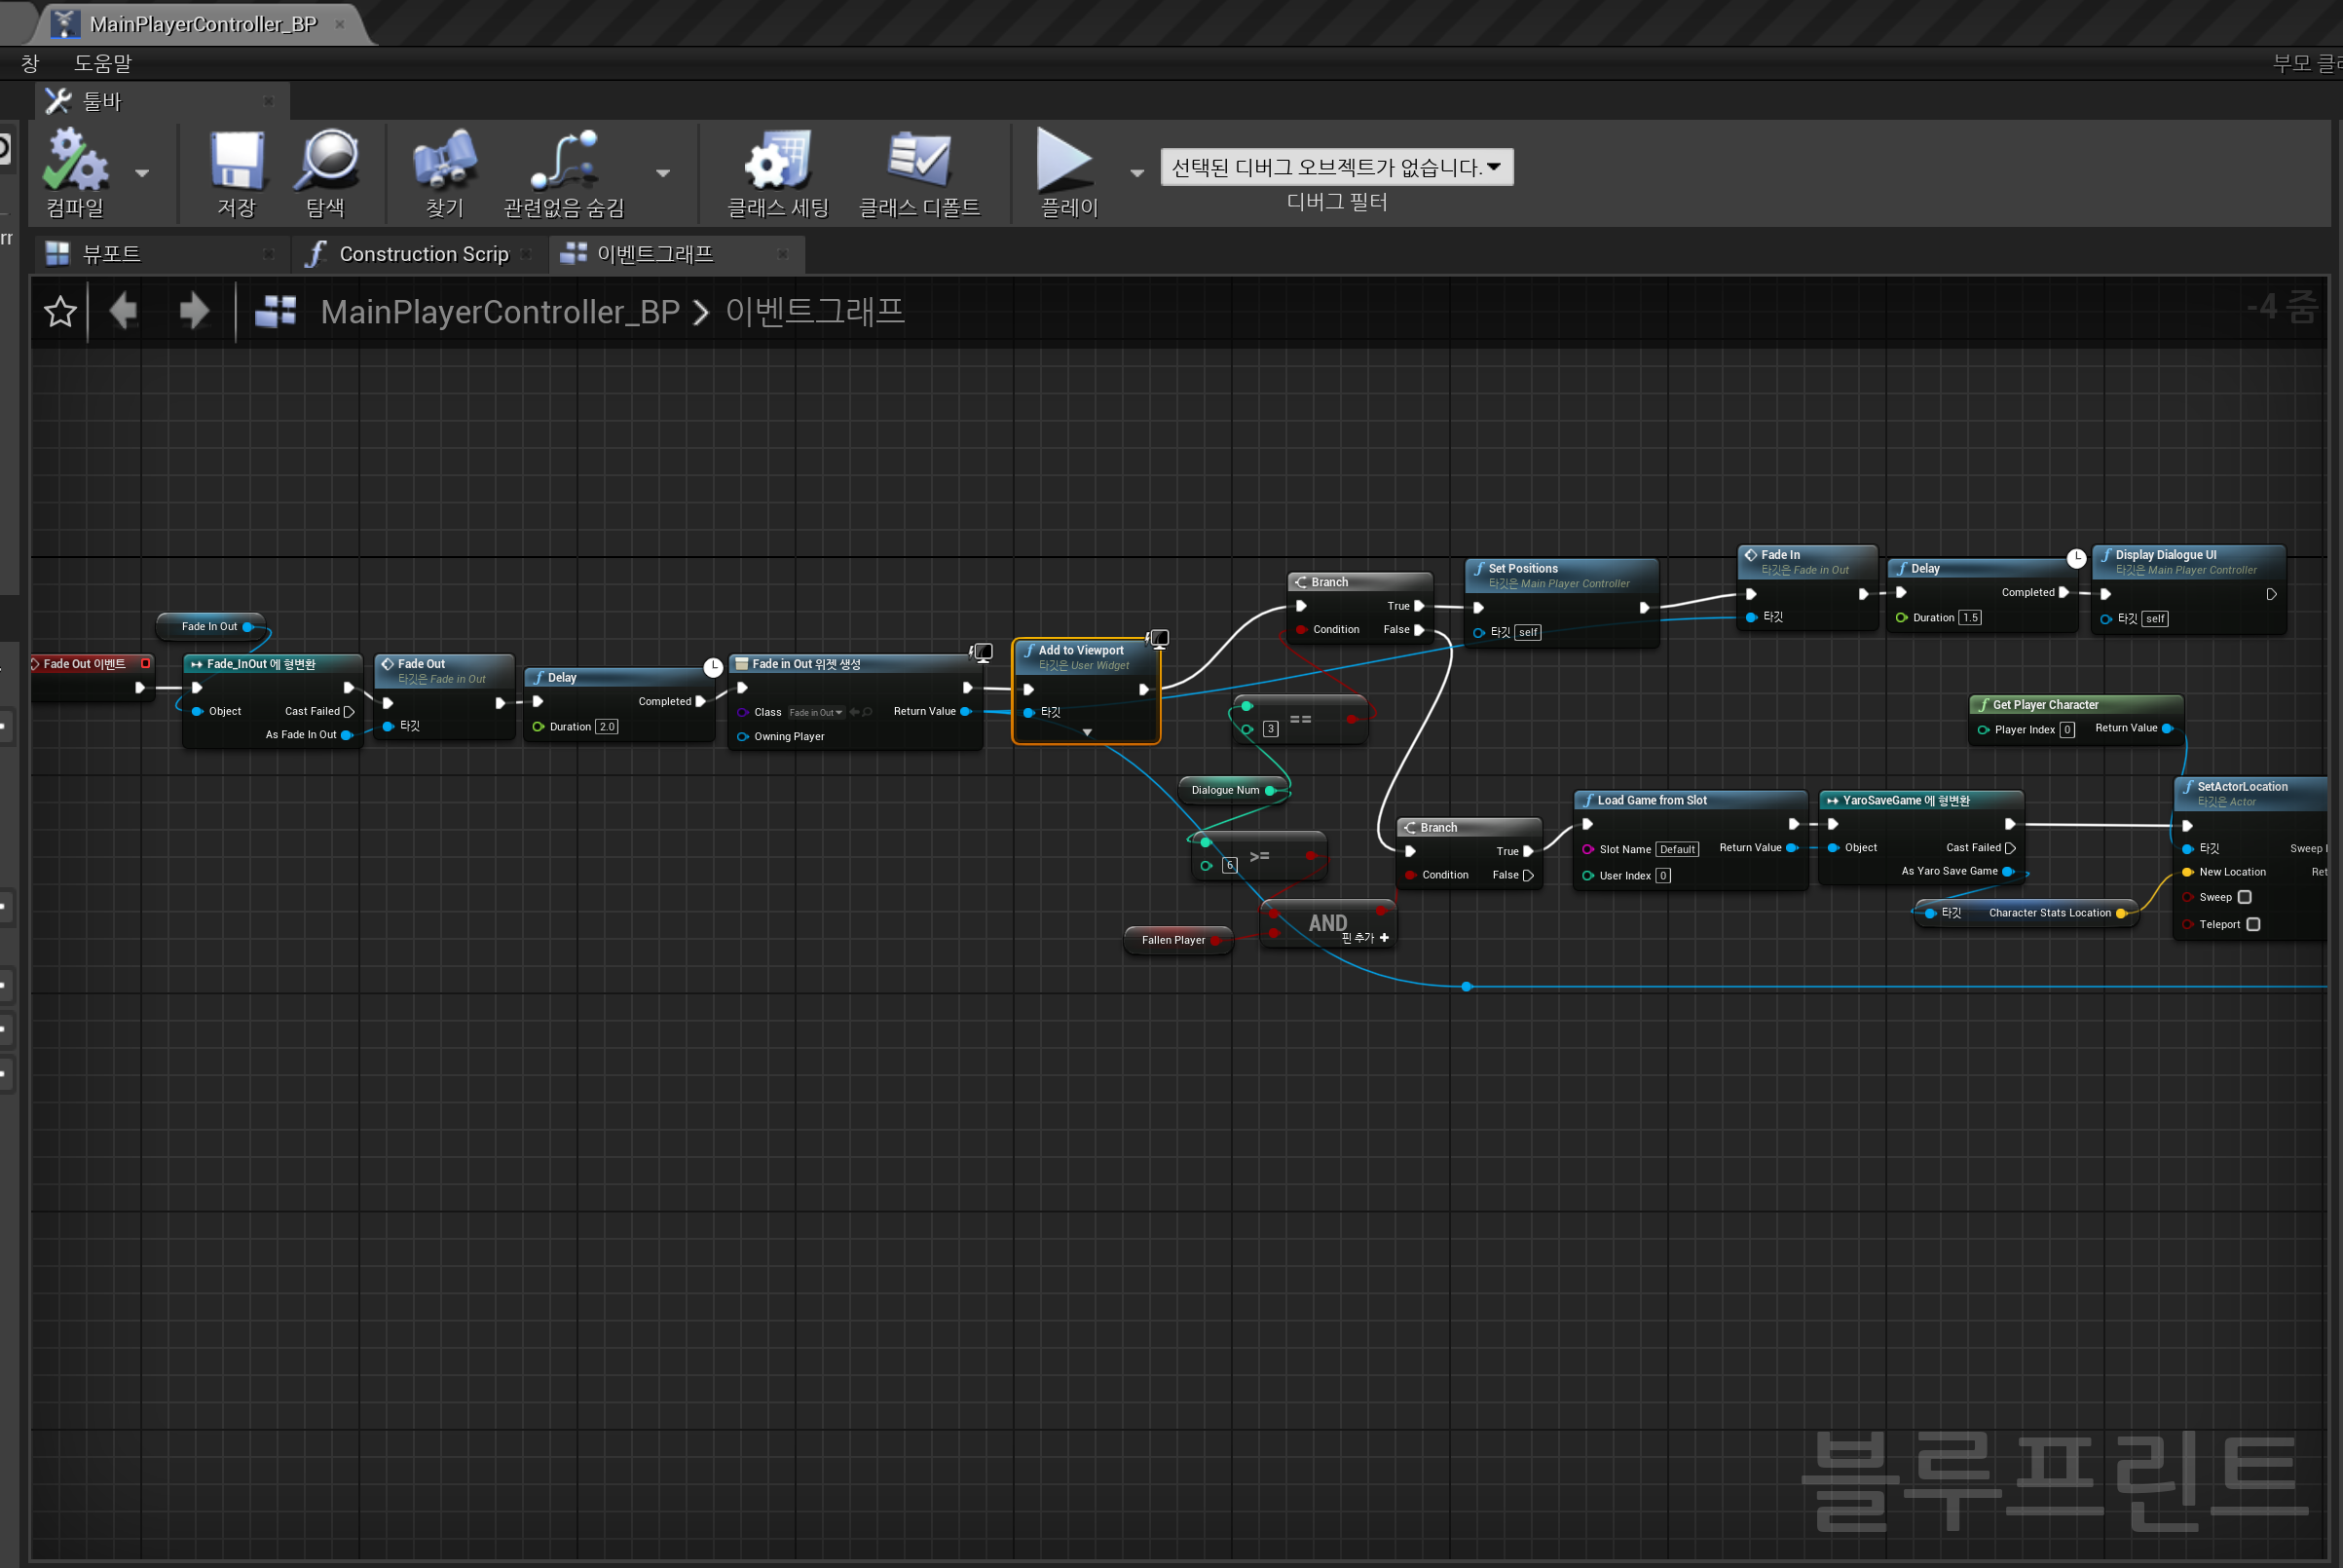 MainPlayerController_BP
창 도움말
부모 클
툴바
컴파일 저장 탐색 찾기 관련없음 숨김 클래스 세팅 클래스 디폴트 플레이
선택된 디버그 오브젝트가 없습니다.
디버그 필터
뷰포트 Construction Scrip 이벤트그래프
MainPlayerController_BP > 이벤트그래프
-4 줌
Fade In Out
Fade Out 이벤트
Fade_InOut 에 형변환
Object Cast Failed
As Fade In Out
Fade Out
타깃은 Fade in Out
타깃
Delay
Completed
Duration 2.0
Fade in Out 위젯 생성
Class Fade in Out Return Value
Owning Player
Add to Viewport
타깃은 User Widget
타깃
Branch
True
Condition False
Set Positions
타깃은 Main Player Controller
타깃 self
Fade In
타깃은 Fade in Out
타깃
Delay
Completed
Duration 1.5
Display Dialogue UI
타깃은 Main Player Controller
타깃 self
3 ==
Dialogue Num
6 >=
Fallen Player
AND
핀 추가 +
Branch
True
Condition False
Load Game from Slot
Slot Name Default Return Value
User Index 0
YaroSaveGame 에 형변환
Object Cast Failed
As Yaro Save Game
타깃 Character Stats Location
Get Player Character
Player Index 0 Return Value
SetActorLocation
타깃은 Actor
타깃 Sweep
New Location Ret
Sweep
Teleport
블루프린트